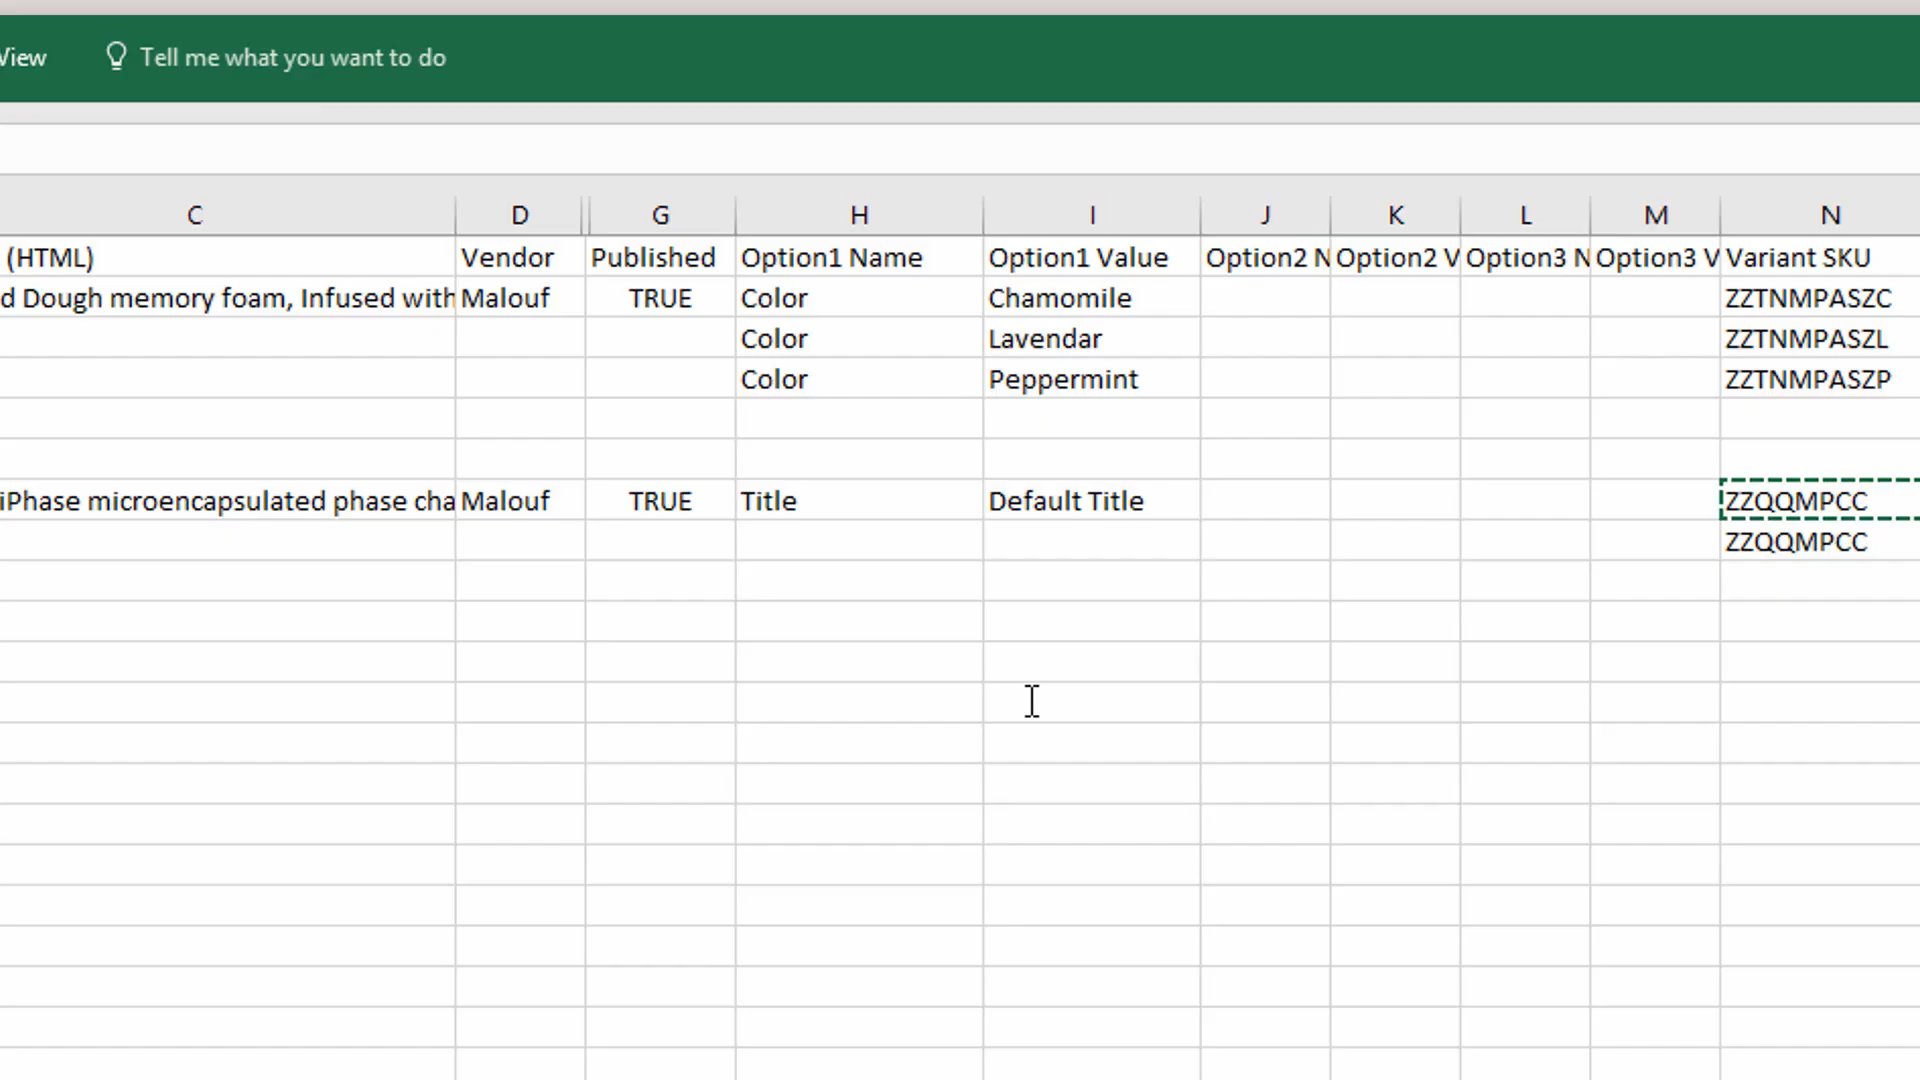 View Tell me what you want to do
C D G H I J K L M N
(HTML) Vendor Published Option1 Name Option1 Value Option2 N Option2 V Option3 N Option3 V Variant SKU
d Dough memory foam, Infused with Malouf TRUE Color Chamomile ZZTNMPASZC
Color Lavendar ZZTNMPASZL
Color Peppermint ZZTNMPASZP
iPhase microencapsulated phase cha Malouf TRUE Title Default Title ZZQQMPCC
ZZQQMPCC